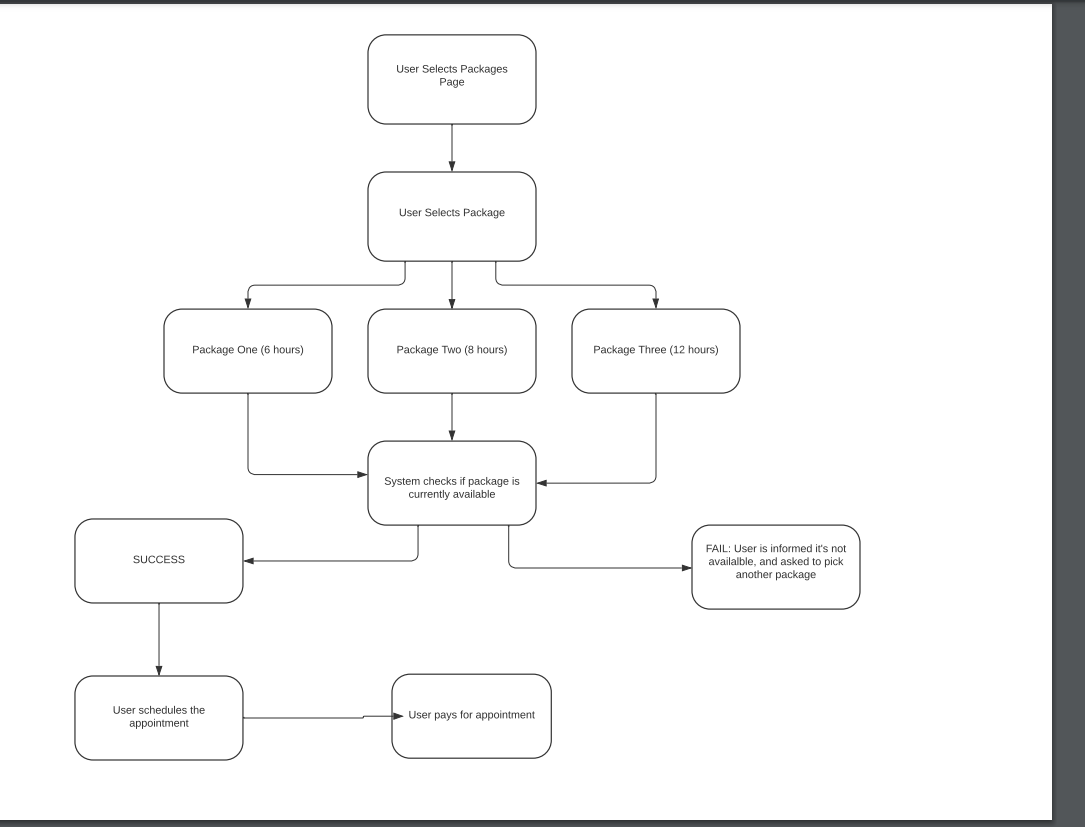 User Selects Packages
Page
User Selects Package
Package One (6 hours)
Package Two (8 hours)
Package Three (12 hours)
System checks if package is
currently available
SUCCESS
FAIL: User is informed it's not
availalble, and asked to pick
another package
User schedules the
appointment
User pays for appointment